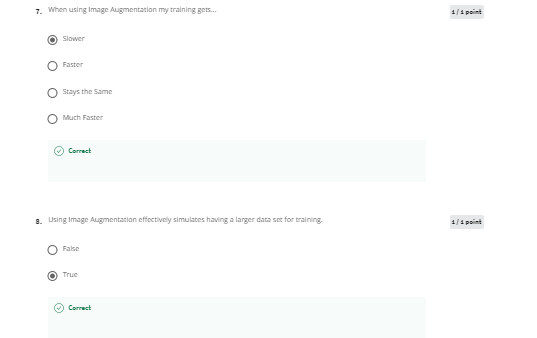 7. When using Image Augmentation my training gets... 1 / 1 point
Slower
Faster
Stays the Same
Much Faster
Correct
8. Using Image Augmentation effectively simulates having a larger data set for training. 1 / 1 point
False
True
Correct